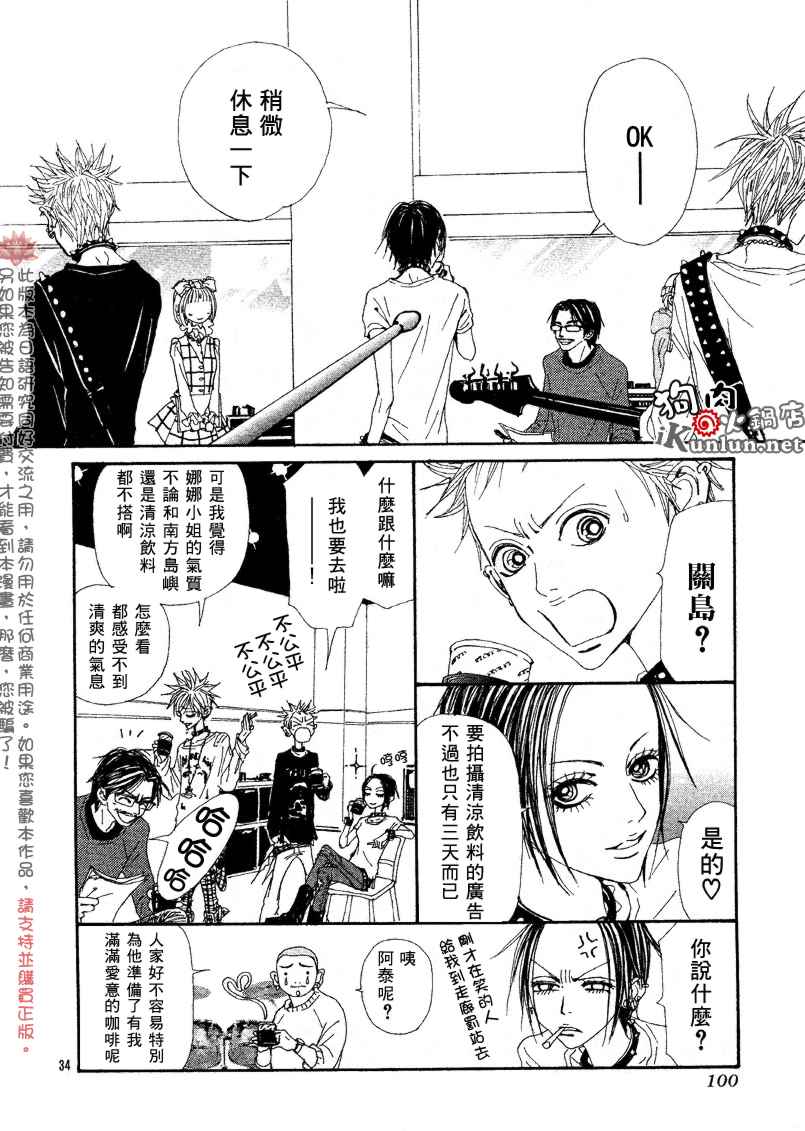 OK—
稍微
休息一下
關島？
什麼跟什麼嘛
我也要去啦
——！
可是我覺得
娜娜小姐的氣質
不論和南方島嶼
還是清涼飲料
都不搭啊
怎麼看
都感受不到
清爽的氣息
不公平
不公平
不公平
哈哈哈
哼哼
是的♡
要拍攝清涼飲料的廣告
不過也只有三天而已
你說什麼？
剛才在笑的人
給我到走廊罰站去
咦
阿泰呢？
人家好不容易特別
為他準備了有我
滿滿愛意的咖啡呢
34
100
狗肉火鍋店
iKunlun.net
此版本為日語研究同好交流之用，請勿用於任何商業用途。如果您喜歡本作品，請支持並購買正版。
另如果您被告知需要付費，才能看到本漫畫，那麼，您被騙了！